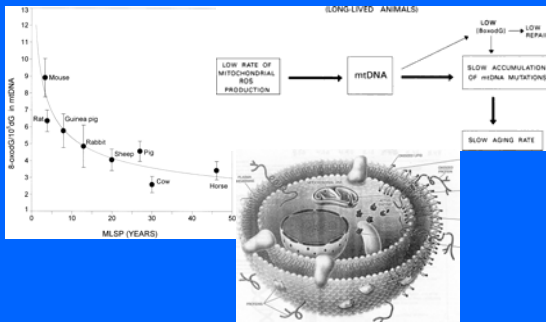 (LONG-LIVED ANIMALS)
13
12
11
10
9
8
7
6
5
4
3
2
1
8-oxodG/10⁵dG in mtDNA
Mouse
Rat
Guinea pig
Rabbit
Sheep
Pig
Cow
Horse
0
10
20
30
40
50
MLSP (YEARS)
LOW RATE OF
MITOCHONDRIAL
ROS
PRODUCTION
mtDNA
LOW
(8oxodG)
LOW
REPAIR
SLOW ACCUMULATION
OF mtDNA MUTATIONS
SLOW AGING RATE